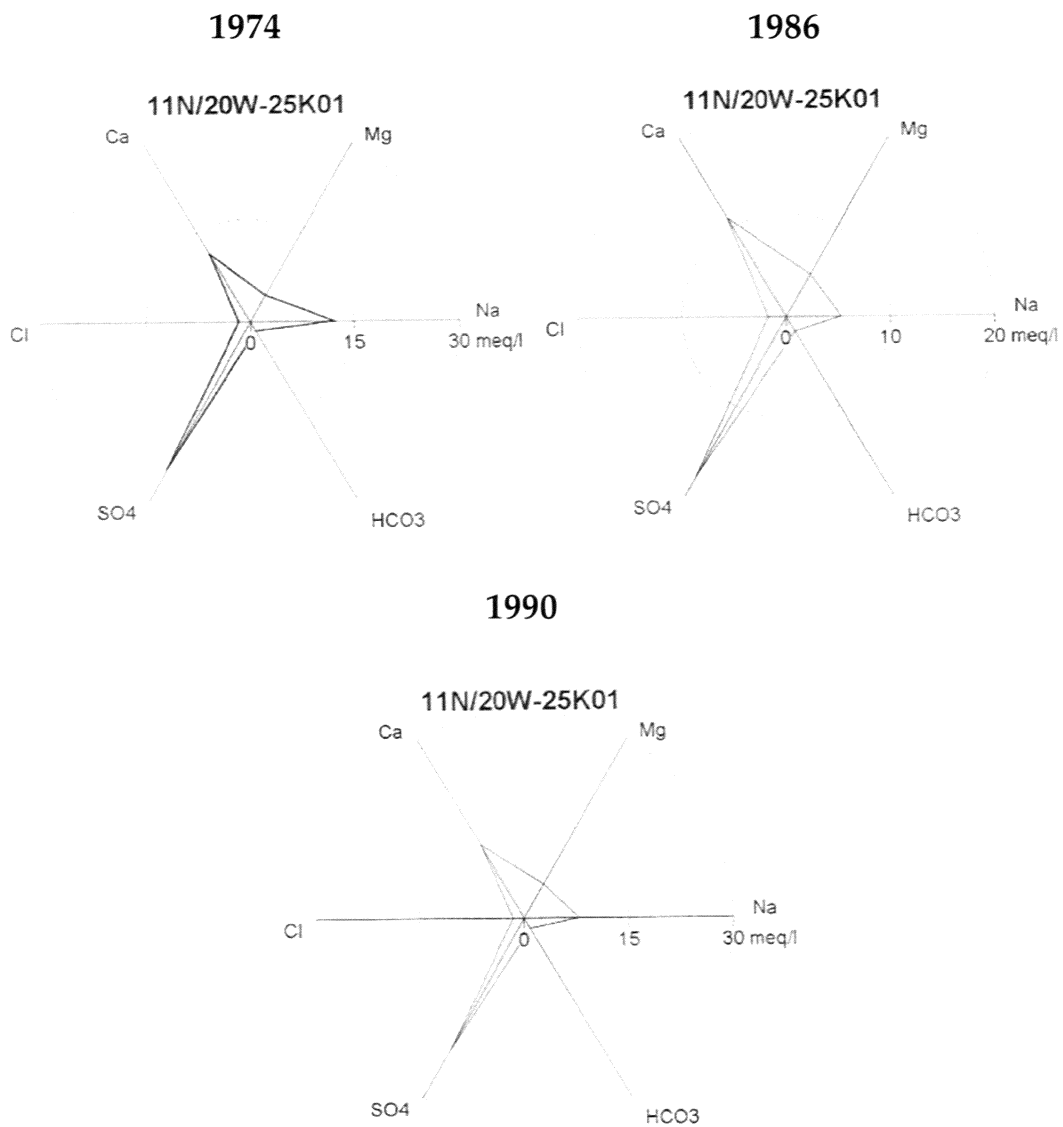 1974
11N/20W-25K01
Ca
Mg
Na
Cl
0
15
30 meq/l
SO4
HCO3
1986
11N/20W-25K01
Ca
Mg
Na
Cl
0
10
20 meq/l
SO4
HCO3
1990
11N/20W-25K01
Ca
Mg
Na
Cl
0
15
30 meq/l
SO4
HCO3